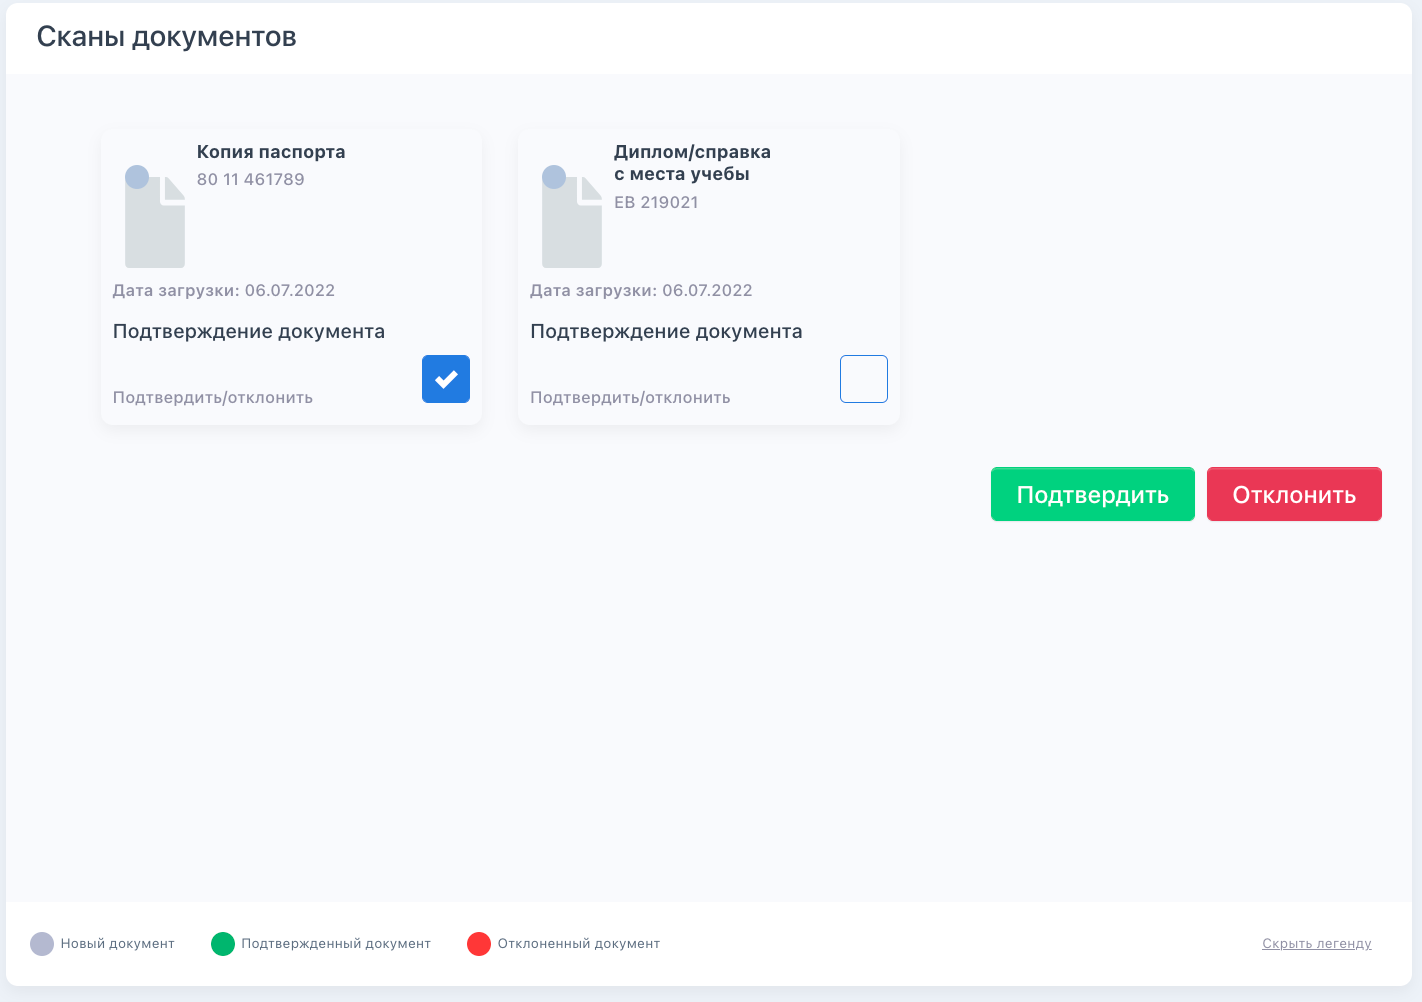 Сканы документов
Копия паспорта
80 11 461789
Дата загрузки: 06.07.2022
Подтверждение документа
Подтвердить/отклонить
Диплом/справка
с места учебы
ЕВ 219021
Дата загрузки: 06.07.2022
Подтверждение документа
Подтвердить/отклонить
Подтвердить
Отклонить
Новый документ
Подтвержденный документ
Отклоненный документ
Скрыть легенду